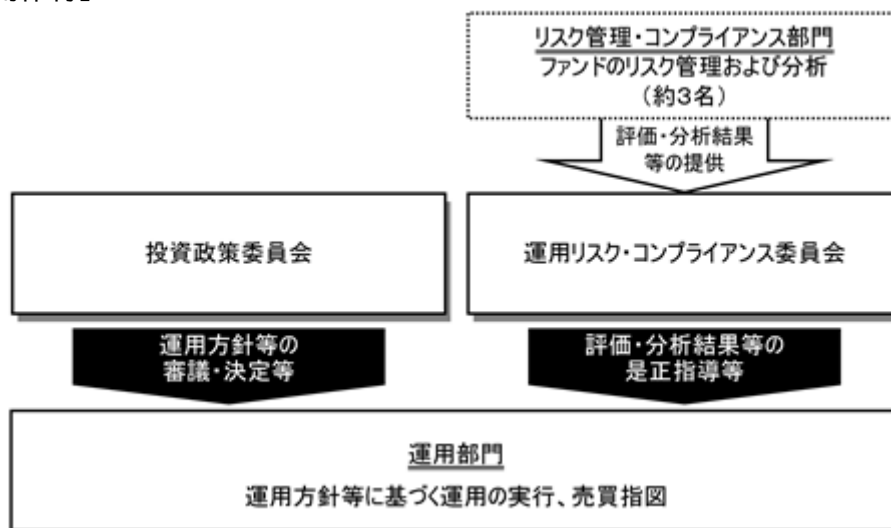 リスク管理・コンプライアンス部門
ファンドのリスク管理および分析
（約3名）
評価・分析結果
等の提供
投資政策委員会
運用リスク・コンプライアンス委員会
運用方針等の
審議・決定等
評価・分析結果等の
是正指導等
運用部門
運用方針等に基づく運用の実行、売買指図